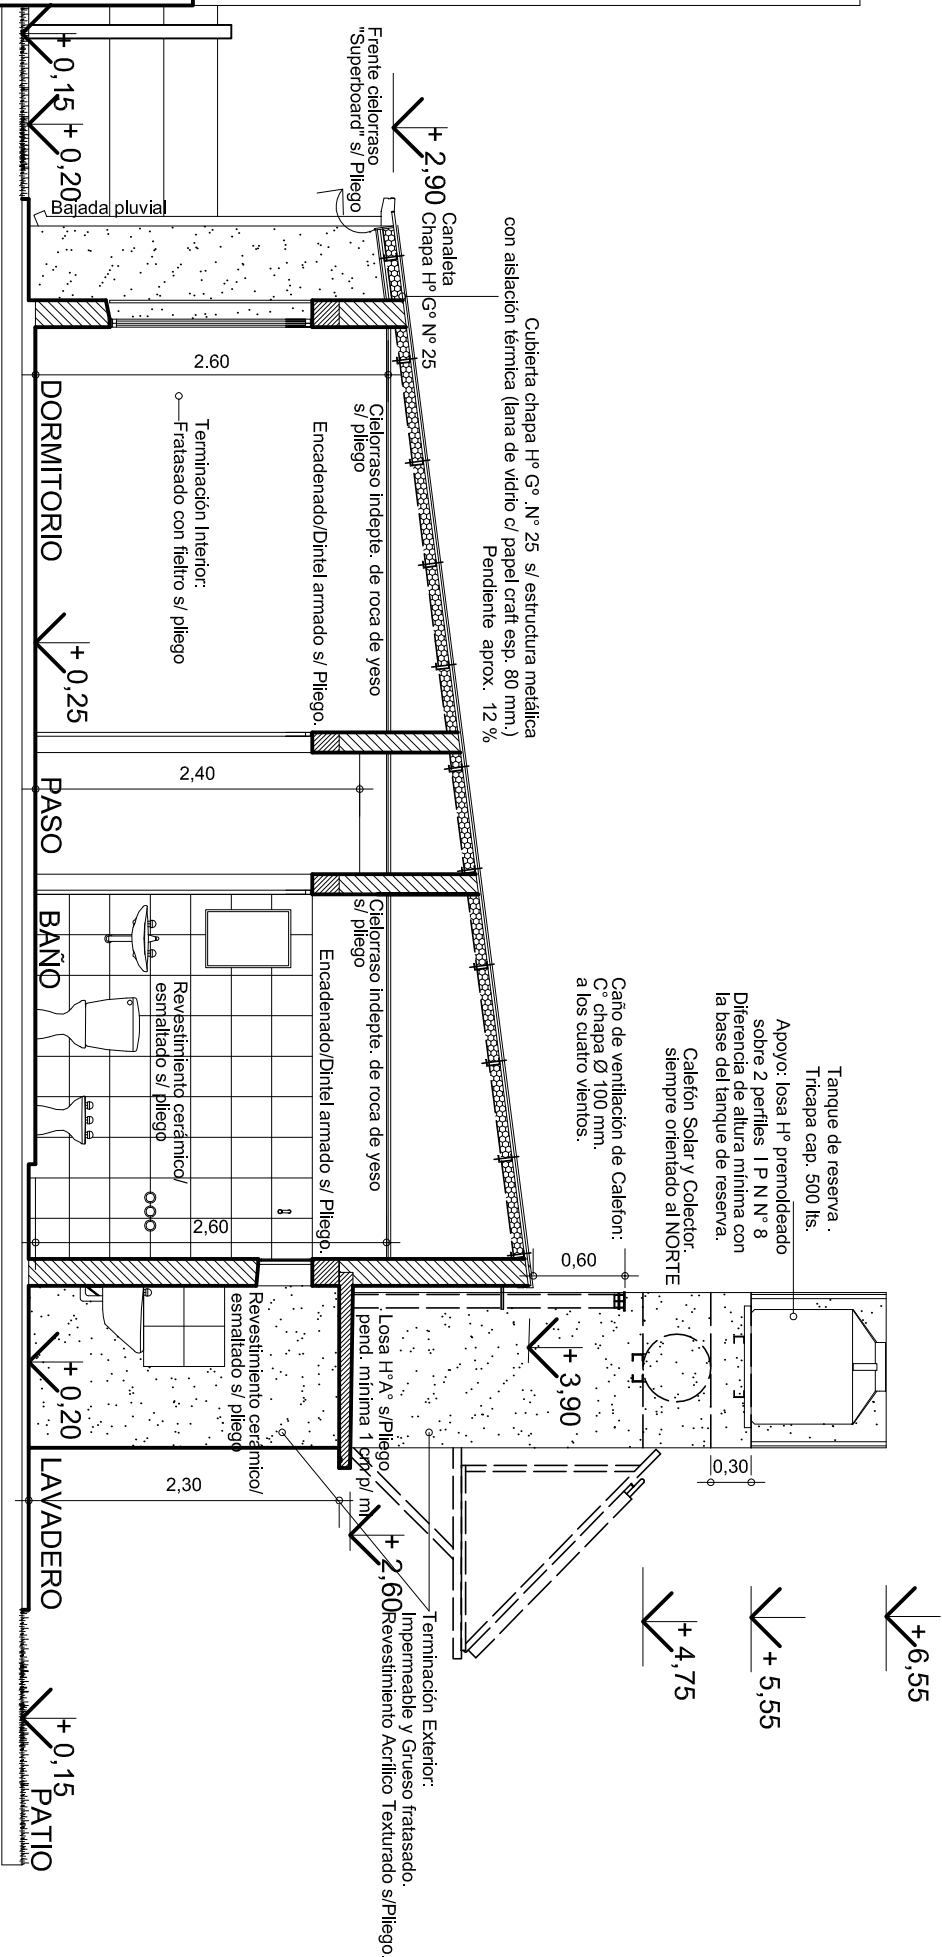 +6,55
+ 5,55
+ 4,75
Tanque de reserva .
Tricapa cap. 500 lts.
Apoyo: losa Hº premoldeado
sobre 2 perfiles I P N N° 8
Diferencia de altura mínima con
la base del tanque de reserva.
0,30
Calefón Solar y Colector.
siempre orientado al NORTE
Caño de ventilación de Calefon:
C° chapa Ø 100 mm.
a los cuatro vientos.
0,60
+ 3,90
Cubierta chapa Hº Gº .N° 25 s/ estructura metálica
con aislación térmica (lana de vidrio c/ papel craft esp. 80 mm.)
Pendiente aprox. 12 %
+ 2,90
Canaleta
Chapa Hº Gº N° 25
Frente cielorraso
"Superboard" s/ Pliego
Cielorraso indepte. de roca de yeso
s/ pliego
Cielorraso indepte. de roca de yeso
s/ pliego
Encadenado/Dintel armado s/ Pliego.
Encadenado/Dintel armado s/ Pliego.
Losa H°A° s/Pliego
pend. mínima 1 cm p/ ml
+ 2,60
Terminación Exterior:
Impermeable y Grueso fratasado.
Revestimiento Acrílico Texturado s/Pliego.
2.60
2,40
2,60
2,30
Terminación Interior:
Fratasado con fieltro s/ pliego
Revestimiento cerámico/
esmaltado s/ pliego
Revestimiento cerámico/
esmaltado s/ pliego
Bajada pluvial
+ 0,15
+ 0,20
+ 0,25
+ 0,20
+ 0,15
DORMITORIO
PASO
BAÑO
LAVADERO
PATIO